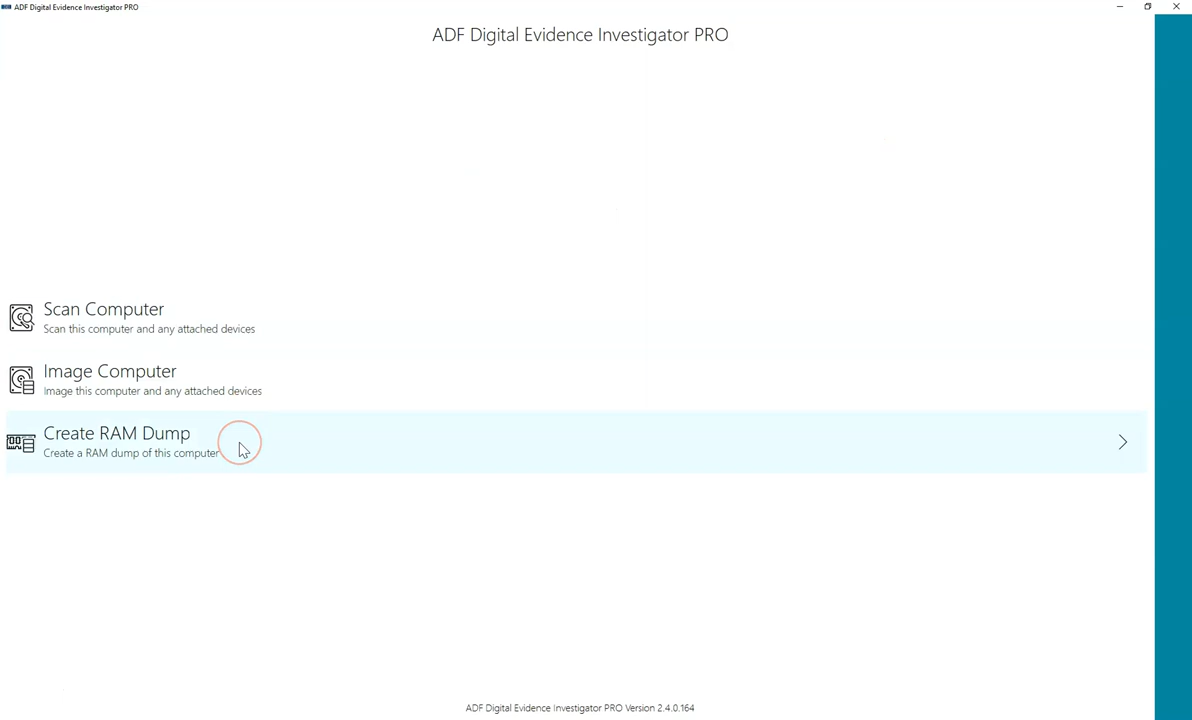 ADF Digital Evidence Investigator PRO
ADF Digital Evidence Investigator PRO
Scan Computer
Scan this computer and any attached devices
Image Computer
Image this computer and any attached devices
Create RAM Dump
Create a RAM dump of this computer
ADF Digital Evidence Investigator PRO Version 2.4.0.164